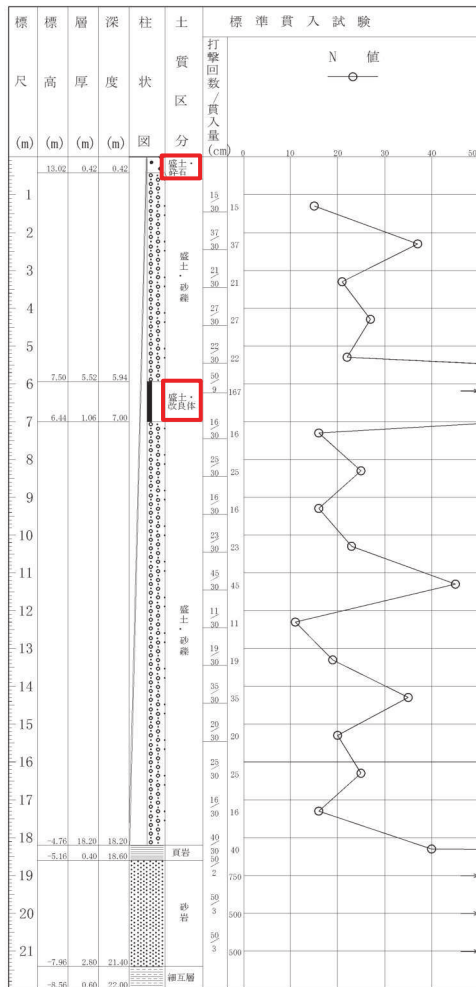 標尺(m)
標高(m)
層厚(m)
深度(m)
柱状図
土質区分
標準貫入試験
打撃回数/貫入量(cm)
N 値
0 10 20 30 40 50
13.02 0.42 0.42 盛土・砕石
1 15/30 15
2 37/30 37
盛土・砂礫
3 21/30 21
4 27/30 27
5 22/30 22
7.50 5.52 5.94
6 50/9 167
盛土・改良体
6.44 1.06 7.00
7 16/30 16
8 25/30 25
9 16/30 16
10 23/30 23
11 45/30 45
12 11/30 11
盛土・砂礫
13 19/30 19
14 35/30 35
15 20/30 20
16 25/30 25
17 16/30 16
18 40/30 40
-4.76 18.20 18.20
頁岩
-5.16 0.40 18.60
19 50/2 750
20 50/3 500
砂岩
21 50/3 500
-7.96 2.80 21.40
細互層
-8.56 0.60 22.00